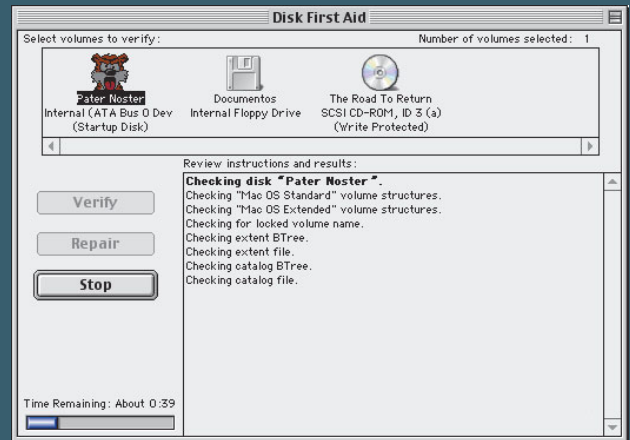 Disk First Aid
Select volumes to verify:
Number of volumes selected: 1
Pater Noster
Internal (ATA Bus 0 Dev
(Startup Disk)
Documentos
Internal Floppy Drive
The Road To Return
SCSI CD-ROM, ID 3 (a)
(Write Protected)
Review instructions and results:
Checking disk “Pater Noster”.
Checking "Mac OS Standard" volume structures.
Checking "Mac OS Extended" volume structures.
Checking for locked volume name.
Checking extent BTree.
Checking extent file.
Checking catalog BTree.
Checking catalog file.
Verify
Repair
Stop
Time Remaining: About 0:39